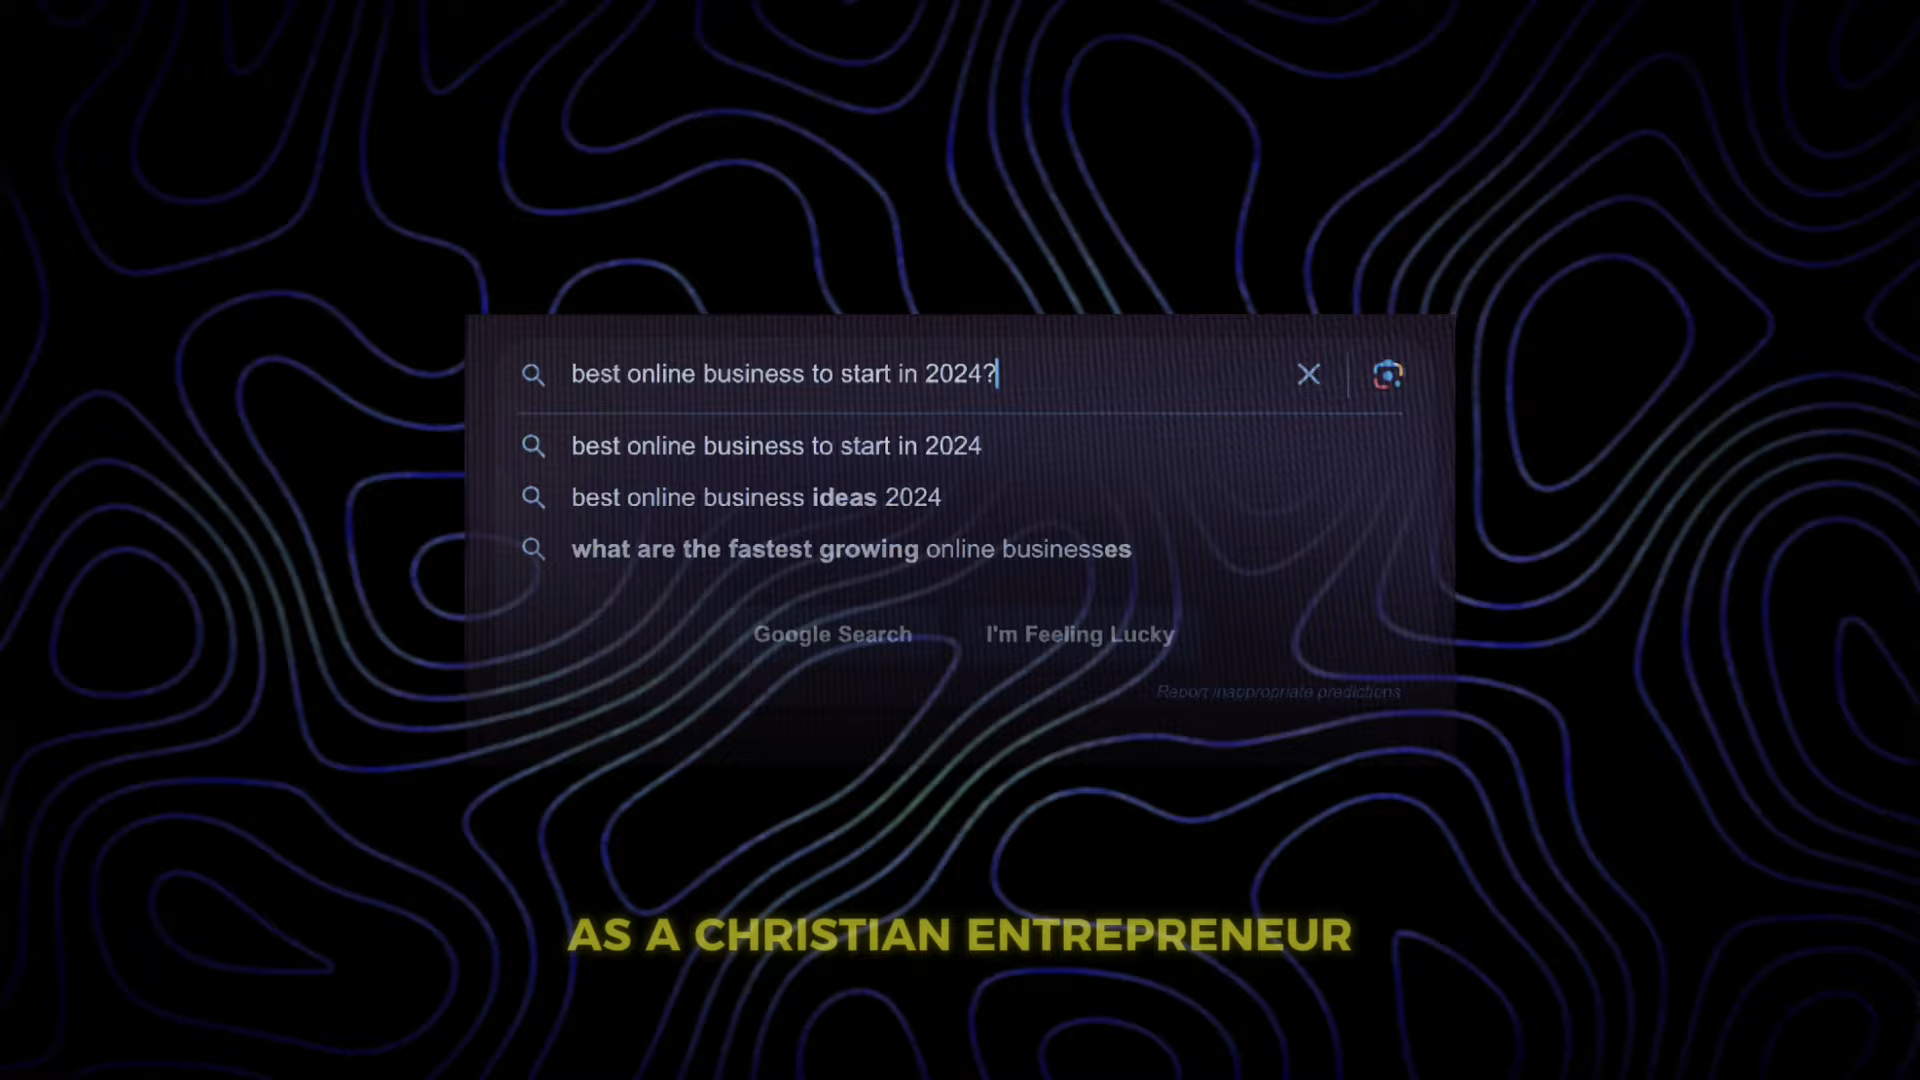 best online business to start in 2024?
best online business to start in 2024
best online business ideas 2024
what are the fastest growing online businesses
Google Search I'm Feeling Lucky
Report inappropriate predictions
AS A CHRISTIAN ENTREPRENEUR